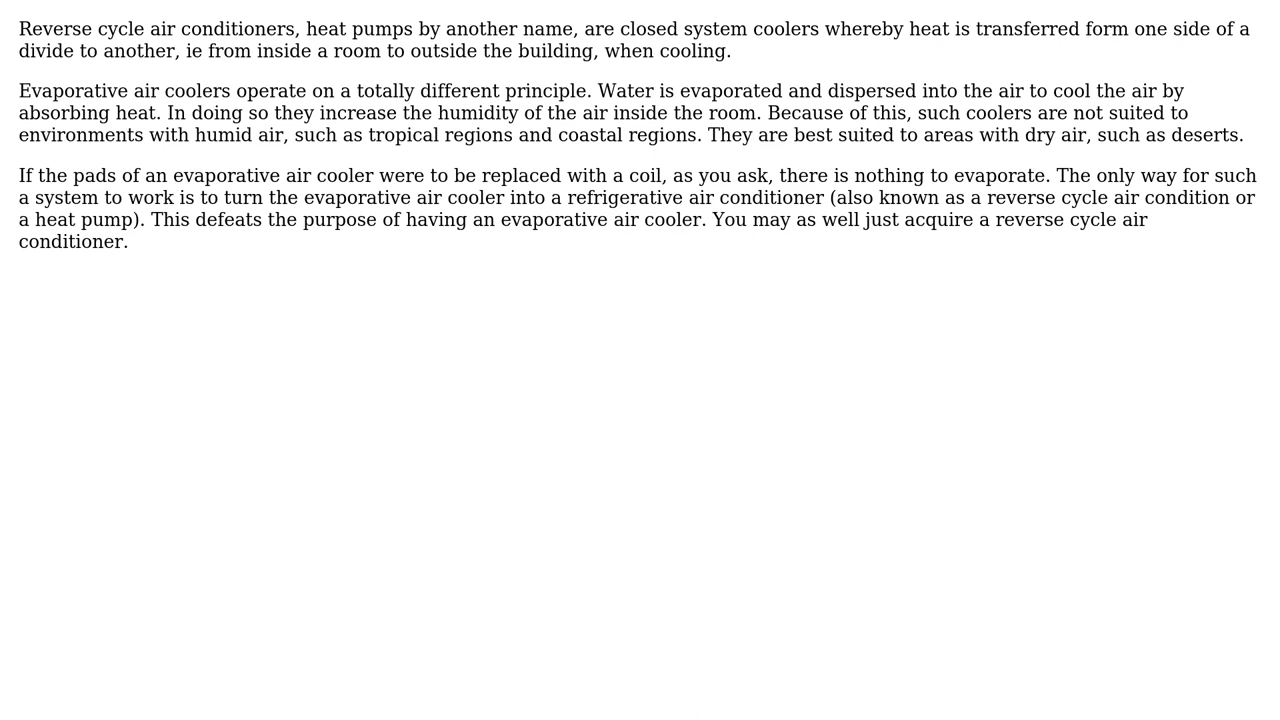 Reverse cycle air conditioners, heat pumps by another name, are closed system coolers whereby heat is transferred form one side of a
divide to another, ie from inside a room to outside the building, when cooling.
Evaporative air coolers operate on a totally different principle. Water is evaporated and dispersed into the air to cool the air by
absorbing heat. In doing so they increase the humidity of the air inside the room. Because of this, such coolers are not suited to
environments with humid air, such as tropical regions and coastal regions. They are best suited to areas with dry air, such as deserts.
If the pads of an evaporative air cooler were to be replaced with a coil, as you ask, there is nothing to evaporate. The only way for such
a system to work is to turn the evaporative air cooler into a refrigerative air conditioner (also known as a reverse cycle air condition or
a heat pump). This defeats the purpose of having an evaporative air cooler. You may as well just acquire a reverse cycle air
conditioner.